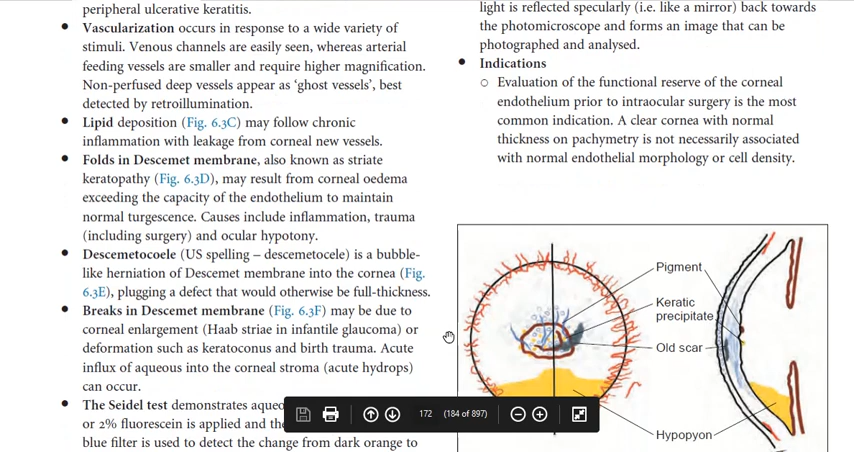 peripheral ulcerative keratitis.
• Vascularization occurs in response to a wide variety of
stimuli. Venous channels are easily seen, whereas arterial
feeding vessels are smaller and require higher magnification.
Non-perfused deep vessels appear as ‘ghost vessels’, best
detected by retroillumination.
• Lipid deposition (Fig. 6.3C) may follow chronic
inflammation with leakage from corneal new vessels.
• Folds in Descemet membrane, also known as striate
keratopathy (Fig. 6.3D), may result from corneal oedema
exceeding the capacity of the endothelium to maintain
normal turgescence. Causes include inflammation, trauma
(including surgery) and ocular hypotony.
• Descemetocoele (US spelling – descemetocele) is a bubble-
like herniation of Descemet membrane into the cornea (Fig.
6.3E), plugging a defect that would otherwise be full-thickness.
• Breaks in Descemet membrane (Fig. 6.3F) may be due to
corneal enlargement (Haab striae in infantile glaucoma) or
deformation such as keratoconus and birth trauma. Acute
influx of aqueous into the corneal stroma (acute hydrops)
can occur.
• The Seidel test demonstrates
or 2% fluorescein is applied and
blue filter is used to detect the change from dark orange to
light is reflected specularly (i.e. like a mirror) back towards
the photomicroscope and forms an image that can be
photographed and analysed.
• Indications
○ Evaluation of the functional reserve of the corneal
endothelium prior to intraocular surgery is the most
common indication. A clear cornea with normal
thickness on pachymetry is not necessarily associated
with normal endothelial morphology or cell density.
Pigment
Keratic
precipitate
Old scar
Hypopyon
172 (184 of 897)